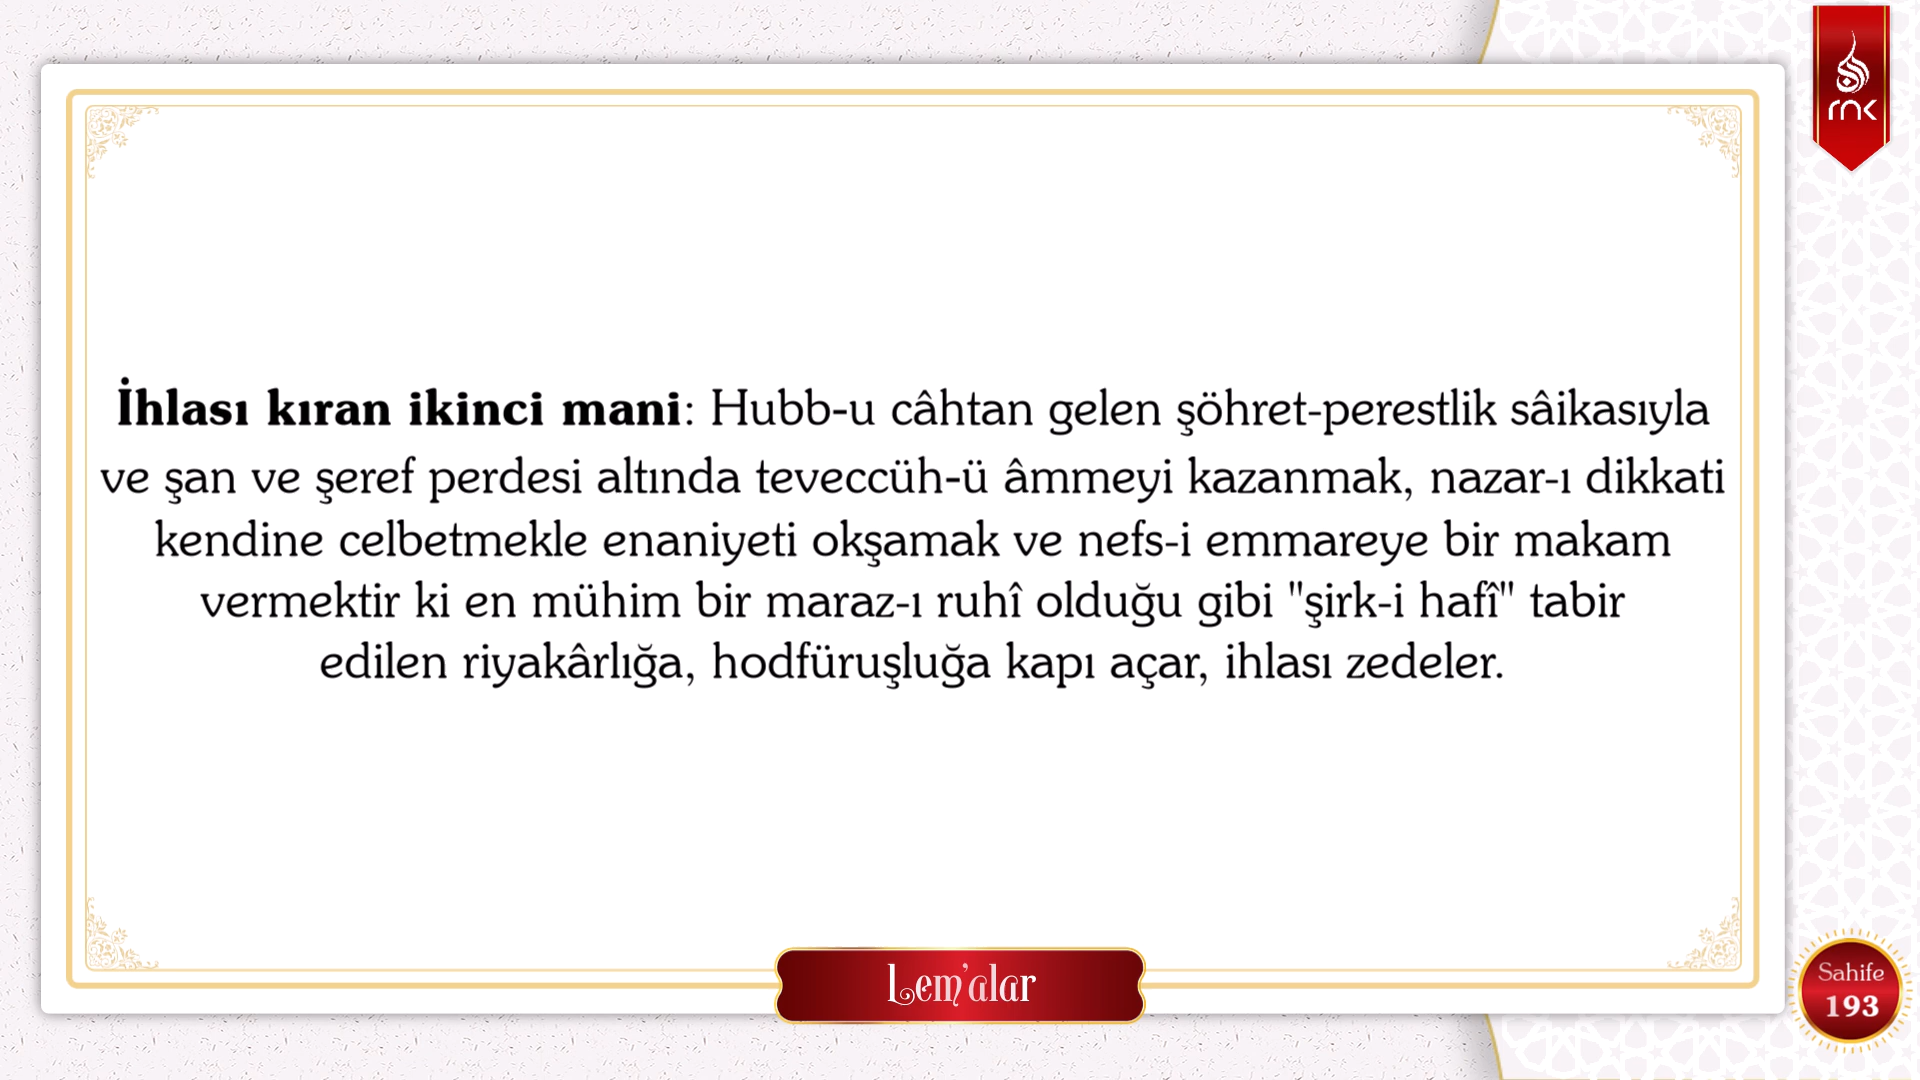 rnk
İhlası kıran ikinci mani: Hubb-u câhtan gelen şöhret-perestlik sâikasıyla
ve şan ve şeref perdesi altında teveccüh-ü âmmeyi kazanmak, nazar-ı dikkati
kendine celbetmekle enaniyeti okşamak ve nefs-i emmareye bir makam
vermektir ki en mühim bir maraz-ı ruhî olduğu gibi "şirk-i hafî" tabir
edilen riyakârlığa, hodfüruşluğa kapı açar, ihlası zedeler.
Lem'alar
Sahife
193